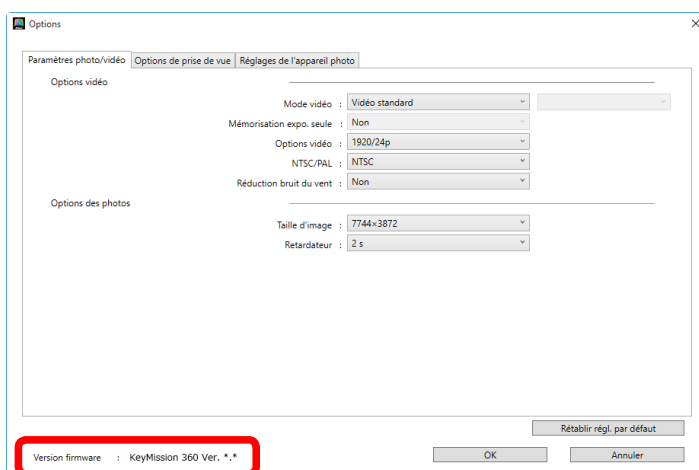 Options
Paramètres photo/vidéo Options de prise de vue Réglages de l'appareil photo
Options vidéo
Mode vidéo : Vidéo standard
Mémorisation expo. seule : Non
Options vidéo : 1920/24p
NTSC/PAL : NTSC
Réduction bruit du vent : Non
Options des photos
Taille d'image : 7744×3872
Retardateur : 2 s
Rétablir régl. par défaut
Version firmware : KeyMission 360 Ver. *.* OK Annuler